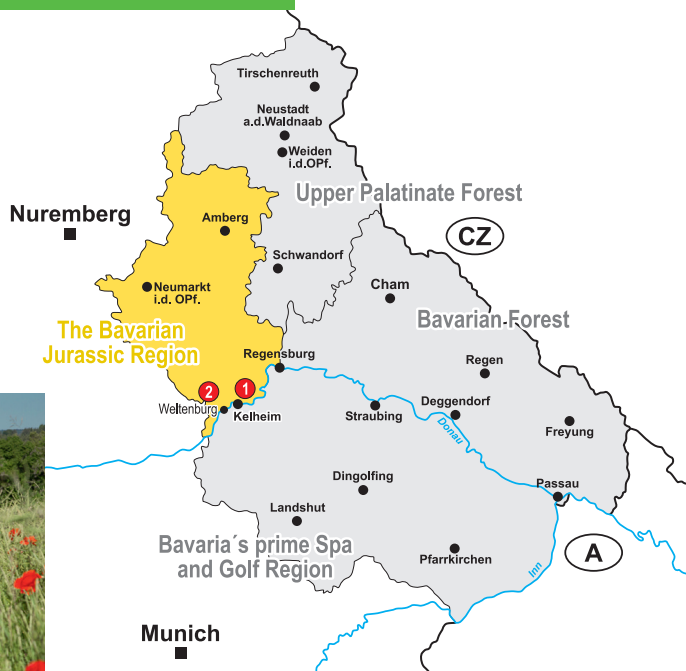 Tirschenreuth
Neustadt
a.d.Waldnaab
Weiden
i.d.OPf.
Upper Palatinate Forest
Nuremberg
Amberg
CZ
Schwandorf
Neumarkt
i.d. OPf.
Cham
Bavarian Forest
The Bavarian
Jurassic Region
Regensburg
Regen
2
1
Weltenburg
Kelheim
Straubing
Deggendorf
Donau
Freyung
Dingolfing
Passau
Landshut
Bavaria´s prime Spa
and Golf Region
Pfarrkirchen
A
Inn
Munich